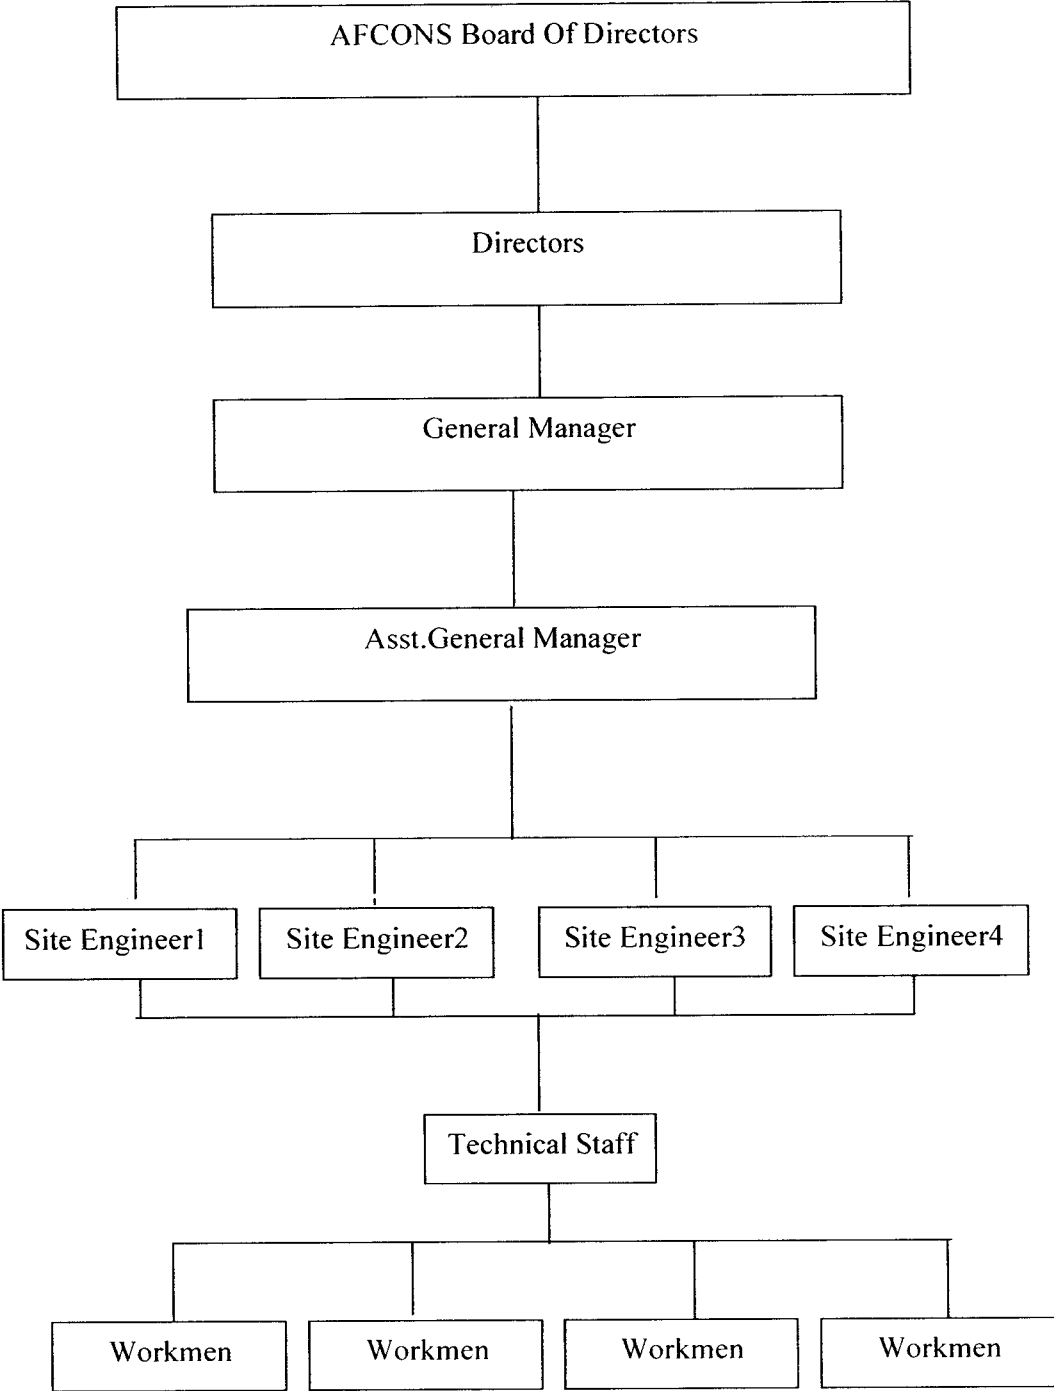 AFCONS Board Of Directors
Directors
General Manager
Asst.General Manager
Site Engineer1
Site Engineer2
Site Engineer3
Site Engineer4
Technical Staff
Workmen
Workmen
Workmen
Workmen